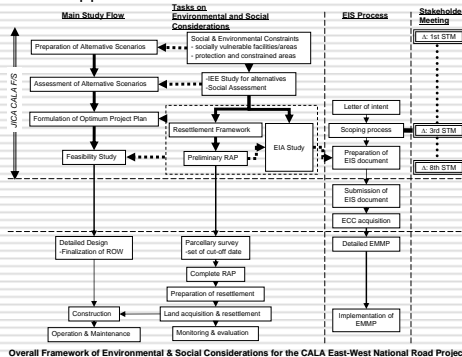 Main Study Flow
Tasks on
Environmental and Social
Considerations
EIS Process
Stakeholde
Meeting
JICA CALA F/S
Preparation of Alternative Scenarios
Social & Environmental Constraints
- socially vulnerable facilities/areas
- protection and constrained areas
Δ: 1st STM
Assessment of Alternative Scenarios
-IEE Study for alternatives
-Social Assessment
Letter of intent
Formulation of Optimum Project Plan
Resettlement Framework
EIA Study
Scoping process
Δ: 3rd STM
Feasibility Study
Preliminary RAP
Preparation of
EIS document
Δ: 8th STM
Submission of
EIS document
ECC acquisition
Detailed Design
-Finalization of ROW
Parcellary survey
-set of cut-off date
Detailed EMMP
Complete RAP
Preparation of resettlement
Construction
Land acquisition & resettlement
Implementation of
EMMP
Operation & Maintenance
Monitoring & evaluation
Overall Framework of Environmental & Social Considerations for the CALA East-West National Road Projec